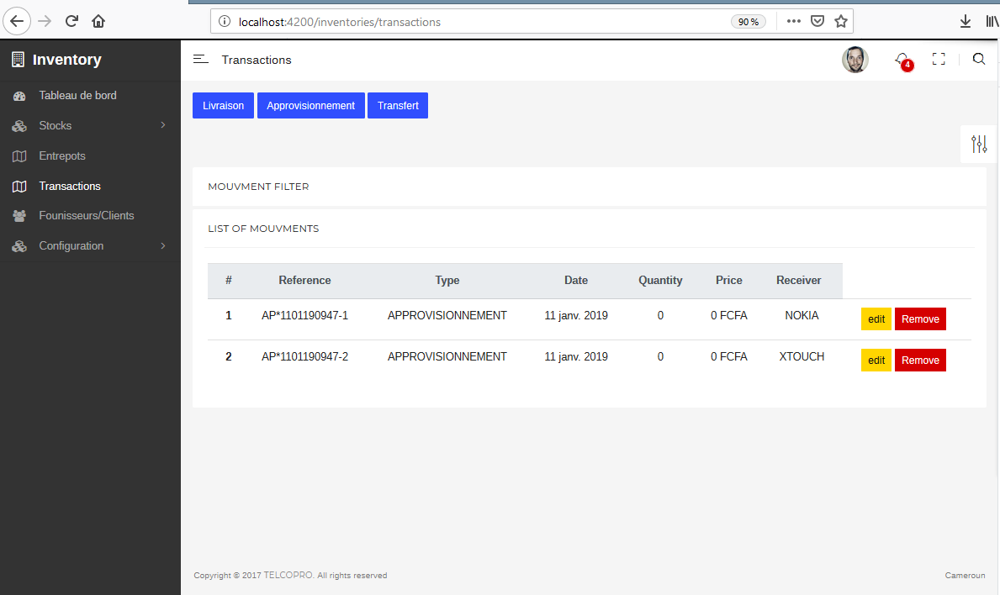 localhost:4200/inventories/transactions
90%
Inventory
Transactions
4
Tableau de bord
Stocks
Entrepots
Transactions
Founisseurs/Clients
Configuration
Livraison Approvisionnement Transfert
MOUVMENT FILTER
LIST OF MOUVMENTS
# Reference Type Date Quantity Price Receiver
1 AP*1101190947-1 APPROVISIONNEMENT 11 janv. 2019 0 0 FCFA NOKIA edit Remove
2 AP*1101190947-2 APPROVISIONNEMENT 11 janv. 2019 0 0 FCFA XTOUCH edit Remove
Copyright © 2017 TELCOPRO. All rights reserved
Cameroun